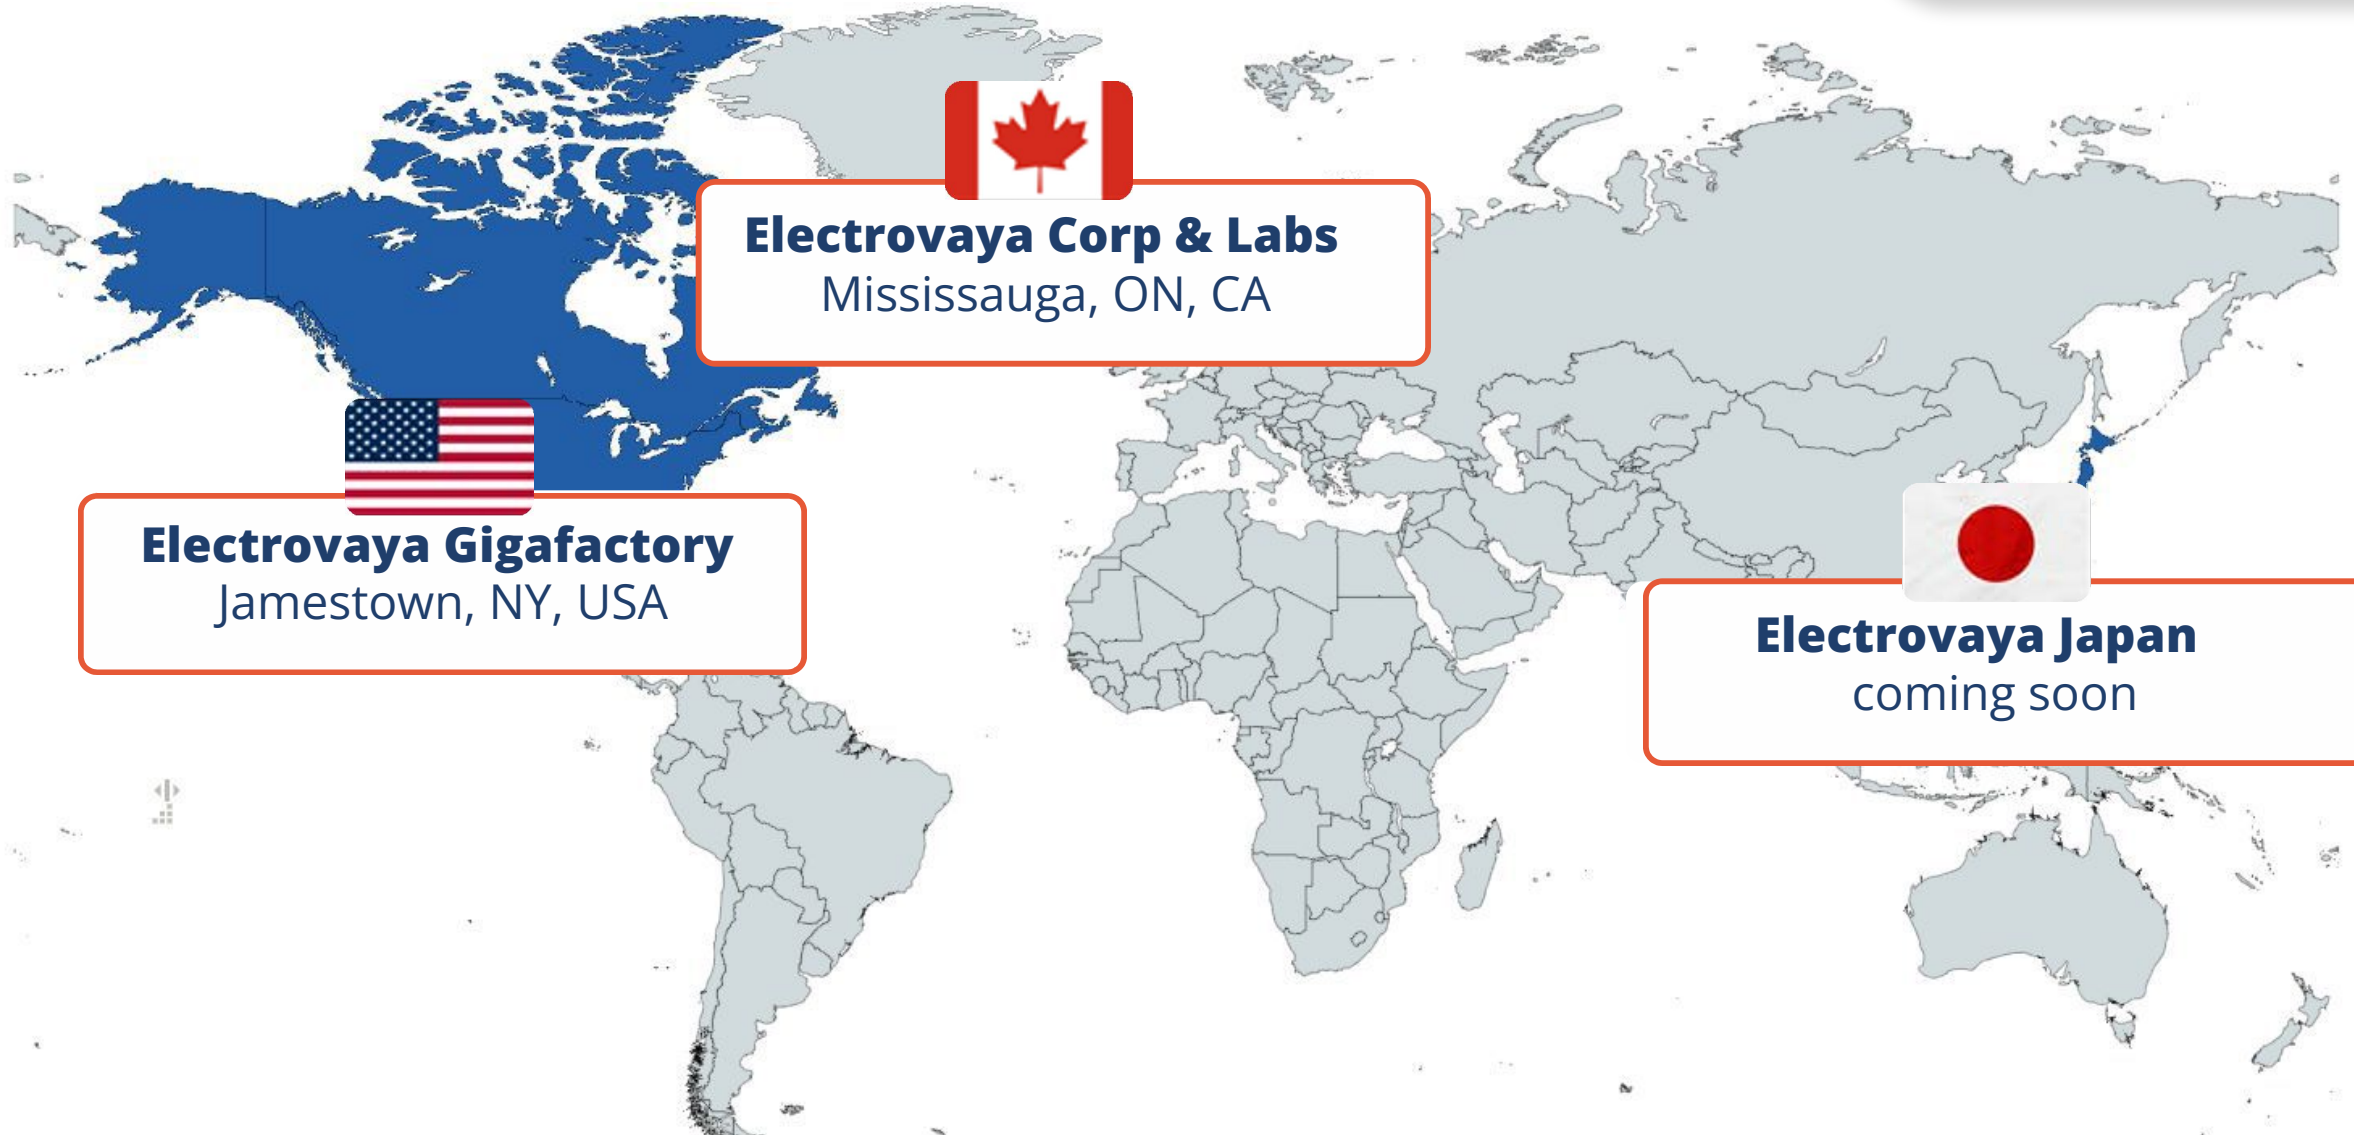 Electrovaya Corp & Labs
Mississauga, ON, CA
Electrovaya Gigafactory
Jamestown, NY, USA
Electrovaya Japan
coming soon